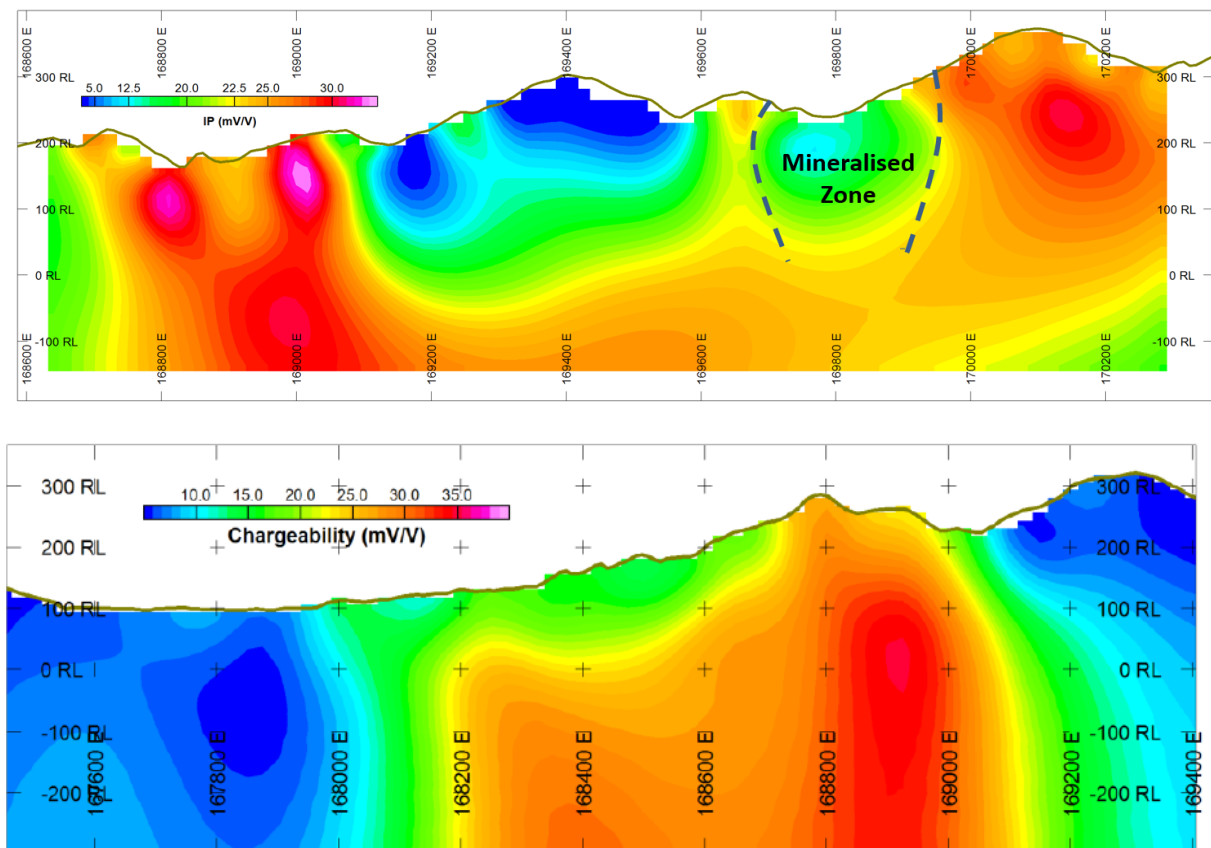 168600 E
168800 E
169000 E
169200 E
169400 E
169600 E
169800 E
170000 E
170200 E
300 RL
300 RL
5.0 12.5 20.0 22.5 25.0 30.0
IP (mV/V)
200 RL
200 RL
Mineralised
Zone
100 RL
100 RL
0 RL
0 RL
-100 RL
-100 RL
168600 E
168800 E
169000 E
169200 E
169400 E
169600 E
169800 E
170000 E
170200 E
300 RL
300 RL
10.0 15.0 20.0 25.0 30.0 35.0
Chargeability (mV/V)
200 RL
200 RL
100 RL
100 RL
0 RL
0 RL
-100 RL
-100 RL
-200 RL
-200 RL
167600 E
167800 E
168000 E
168200 E
168400 E
168600 E
168800 E
169000 E
169200 E
169400 E